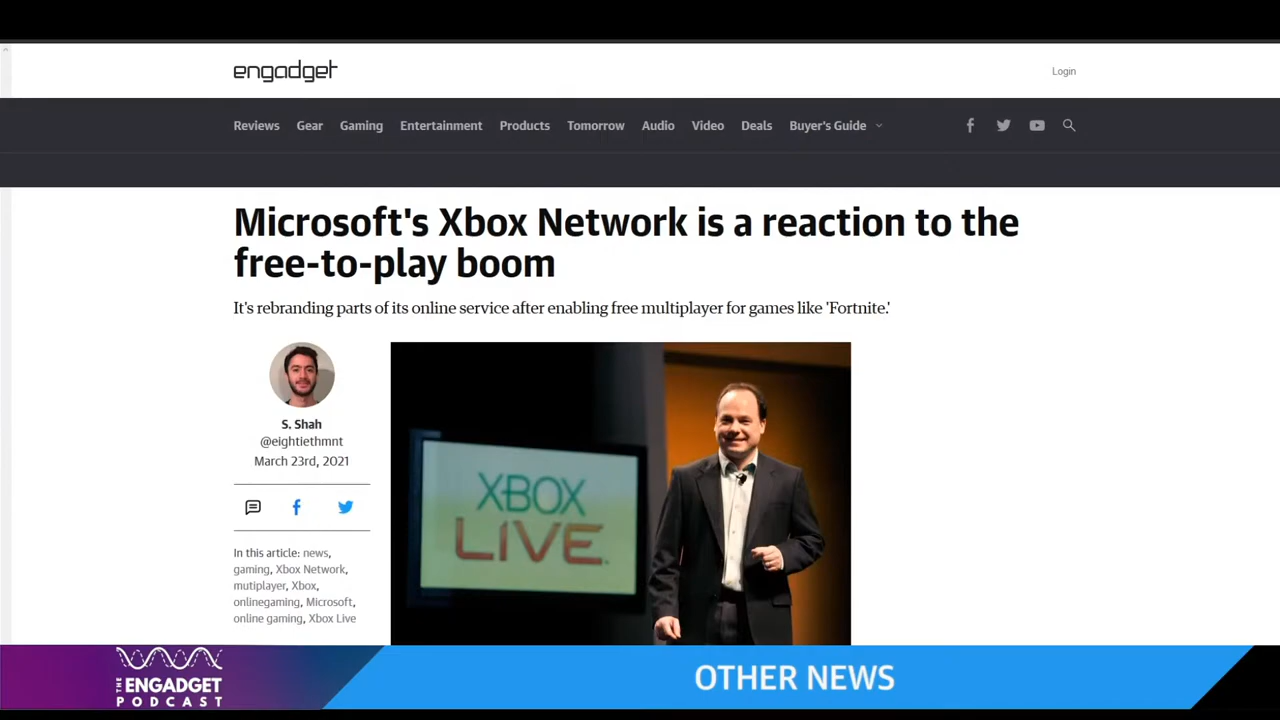 engadget
Login
Reviews Gear Gaming Entertainment Products Tomorrow Audio Video Deals Buyer's Guide
Microsoft's Xbox Network is a reaction to the
free-to-play boom
It's rebranding parts of its online service after enabling free multiplayer for games like 'Fortnite.'
S. Shah
@eightiethmnt
March 23rd, 2021
In this article: news,
gaming, Xbox Network,
mutiplayer, Xbox,
onlinegaming, Microsoft,
online gaming, Xbox Live
XBOX
LIVE
THE
ENGADGET
PODCAST
OTHER NEWS